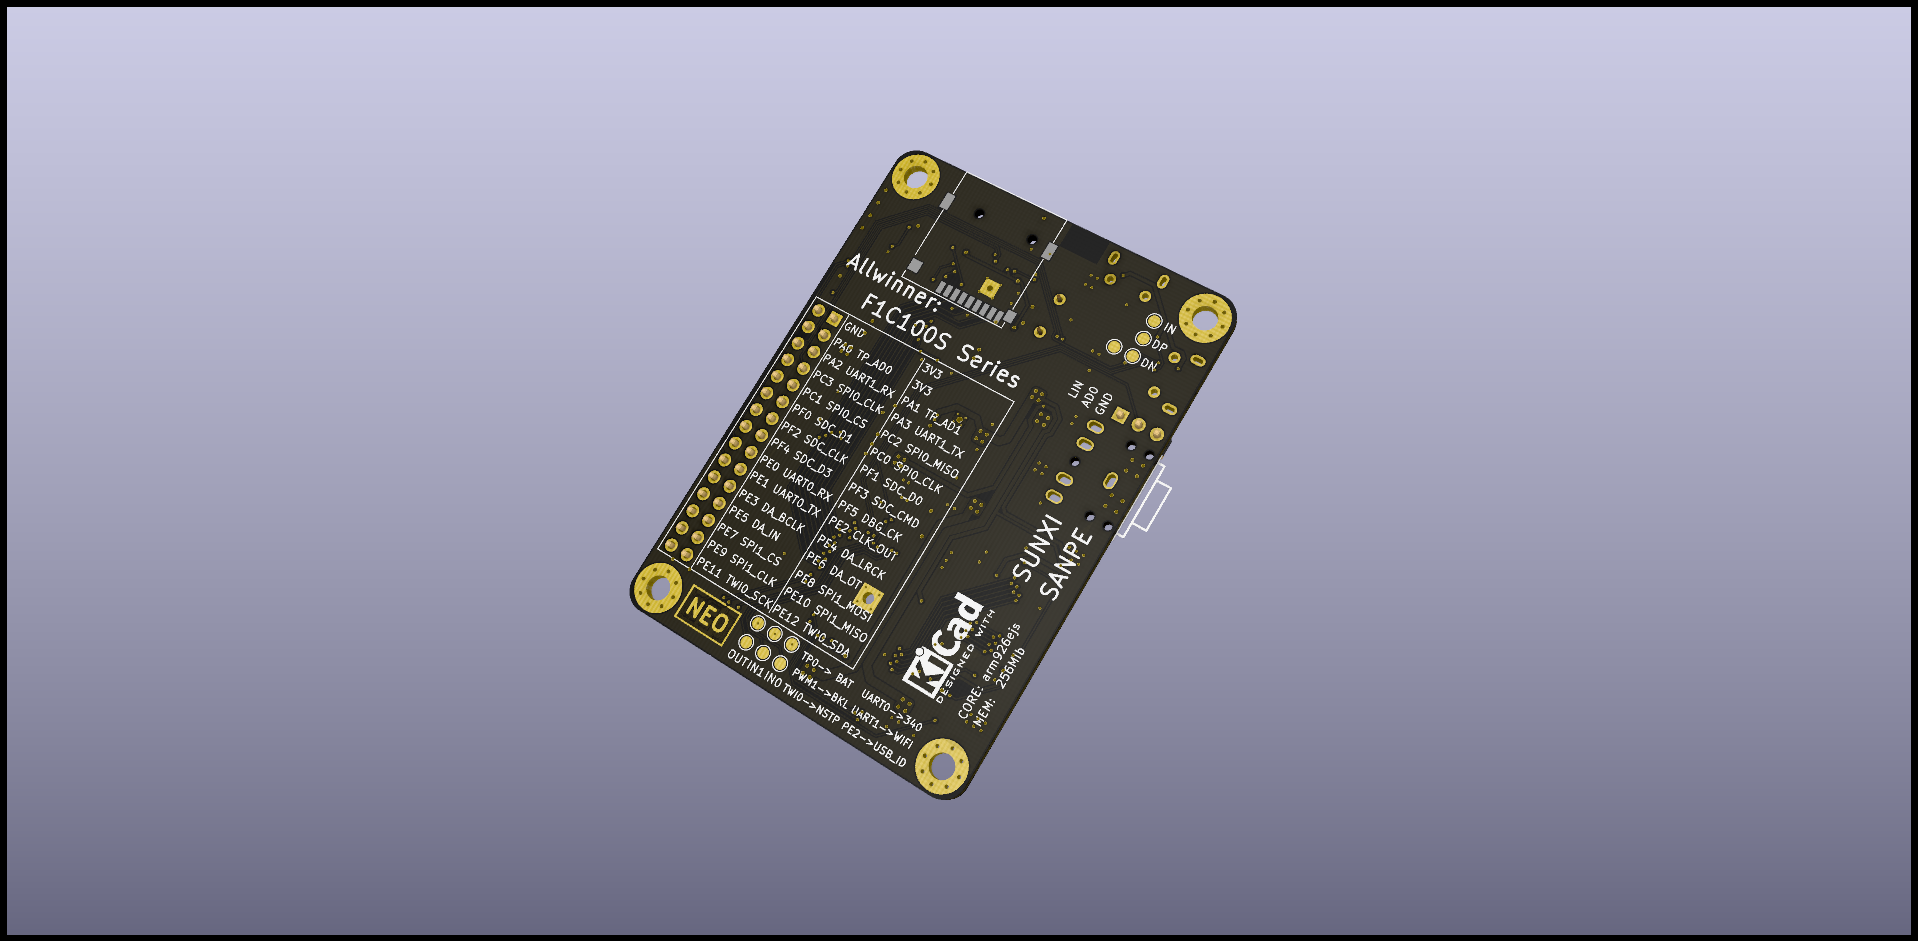 Allwinner:
F1C100S Series
GND
PA0 TP_AD0
PA2 UART1_RX
PC3 SPI0_CLK
PC1 SPI0_CS
PF0 SDC_D1
PF2 SDC_CLK
PF4 SDC_D3
PE0 UART0_RX
PE1 UART0_TX
PE3 DA_BCLK
PE5 DA_IN
PE7 SPI1_CS
PE9 SPI1_CLK
PE11 TWI0_SCK
3V3
3V3
PA1 TP_AD1
PA3 UART1_TX
PC2 SPI0_MISO
PC0 SPI0_CLK
PF1 SDC_D0
PF3 SDC_CMD
PF5 DBG_CK
PE2 CLK_OUT
PE4 DA_LRCK
PE6 DA_OT
PE8 SPI1_MOSI
PE10 SPI1_MISO
PE12 TWI0_SDA
IN
DP
DN
LIN
ADO
GND
SUNXI
SANPE
KiCad
DESIGNED WITH
CORE: arm926ejs
MEM: 256Mib
NEO
OUT IN1 IN0
TP0-> BAT UART0->340
PWM1->BKL UART1->WIFI
TWI0->NSTP PE2->USB_ID